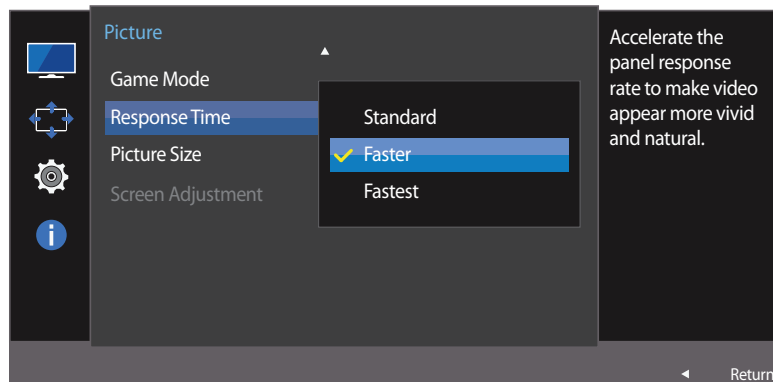 Picture
Game Mode
Response Time
Picture Size
Screen Adjustment
Standard
Faster
Fastest
Accelerate the
panel response
rate to make video
appear more vivid
and natural.
Return